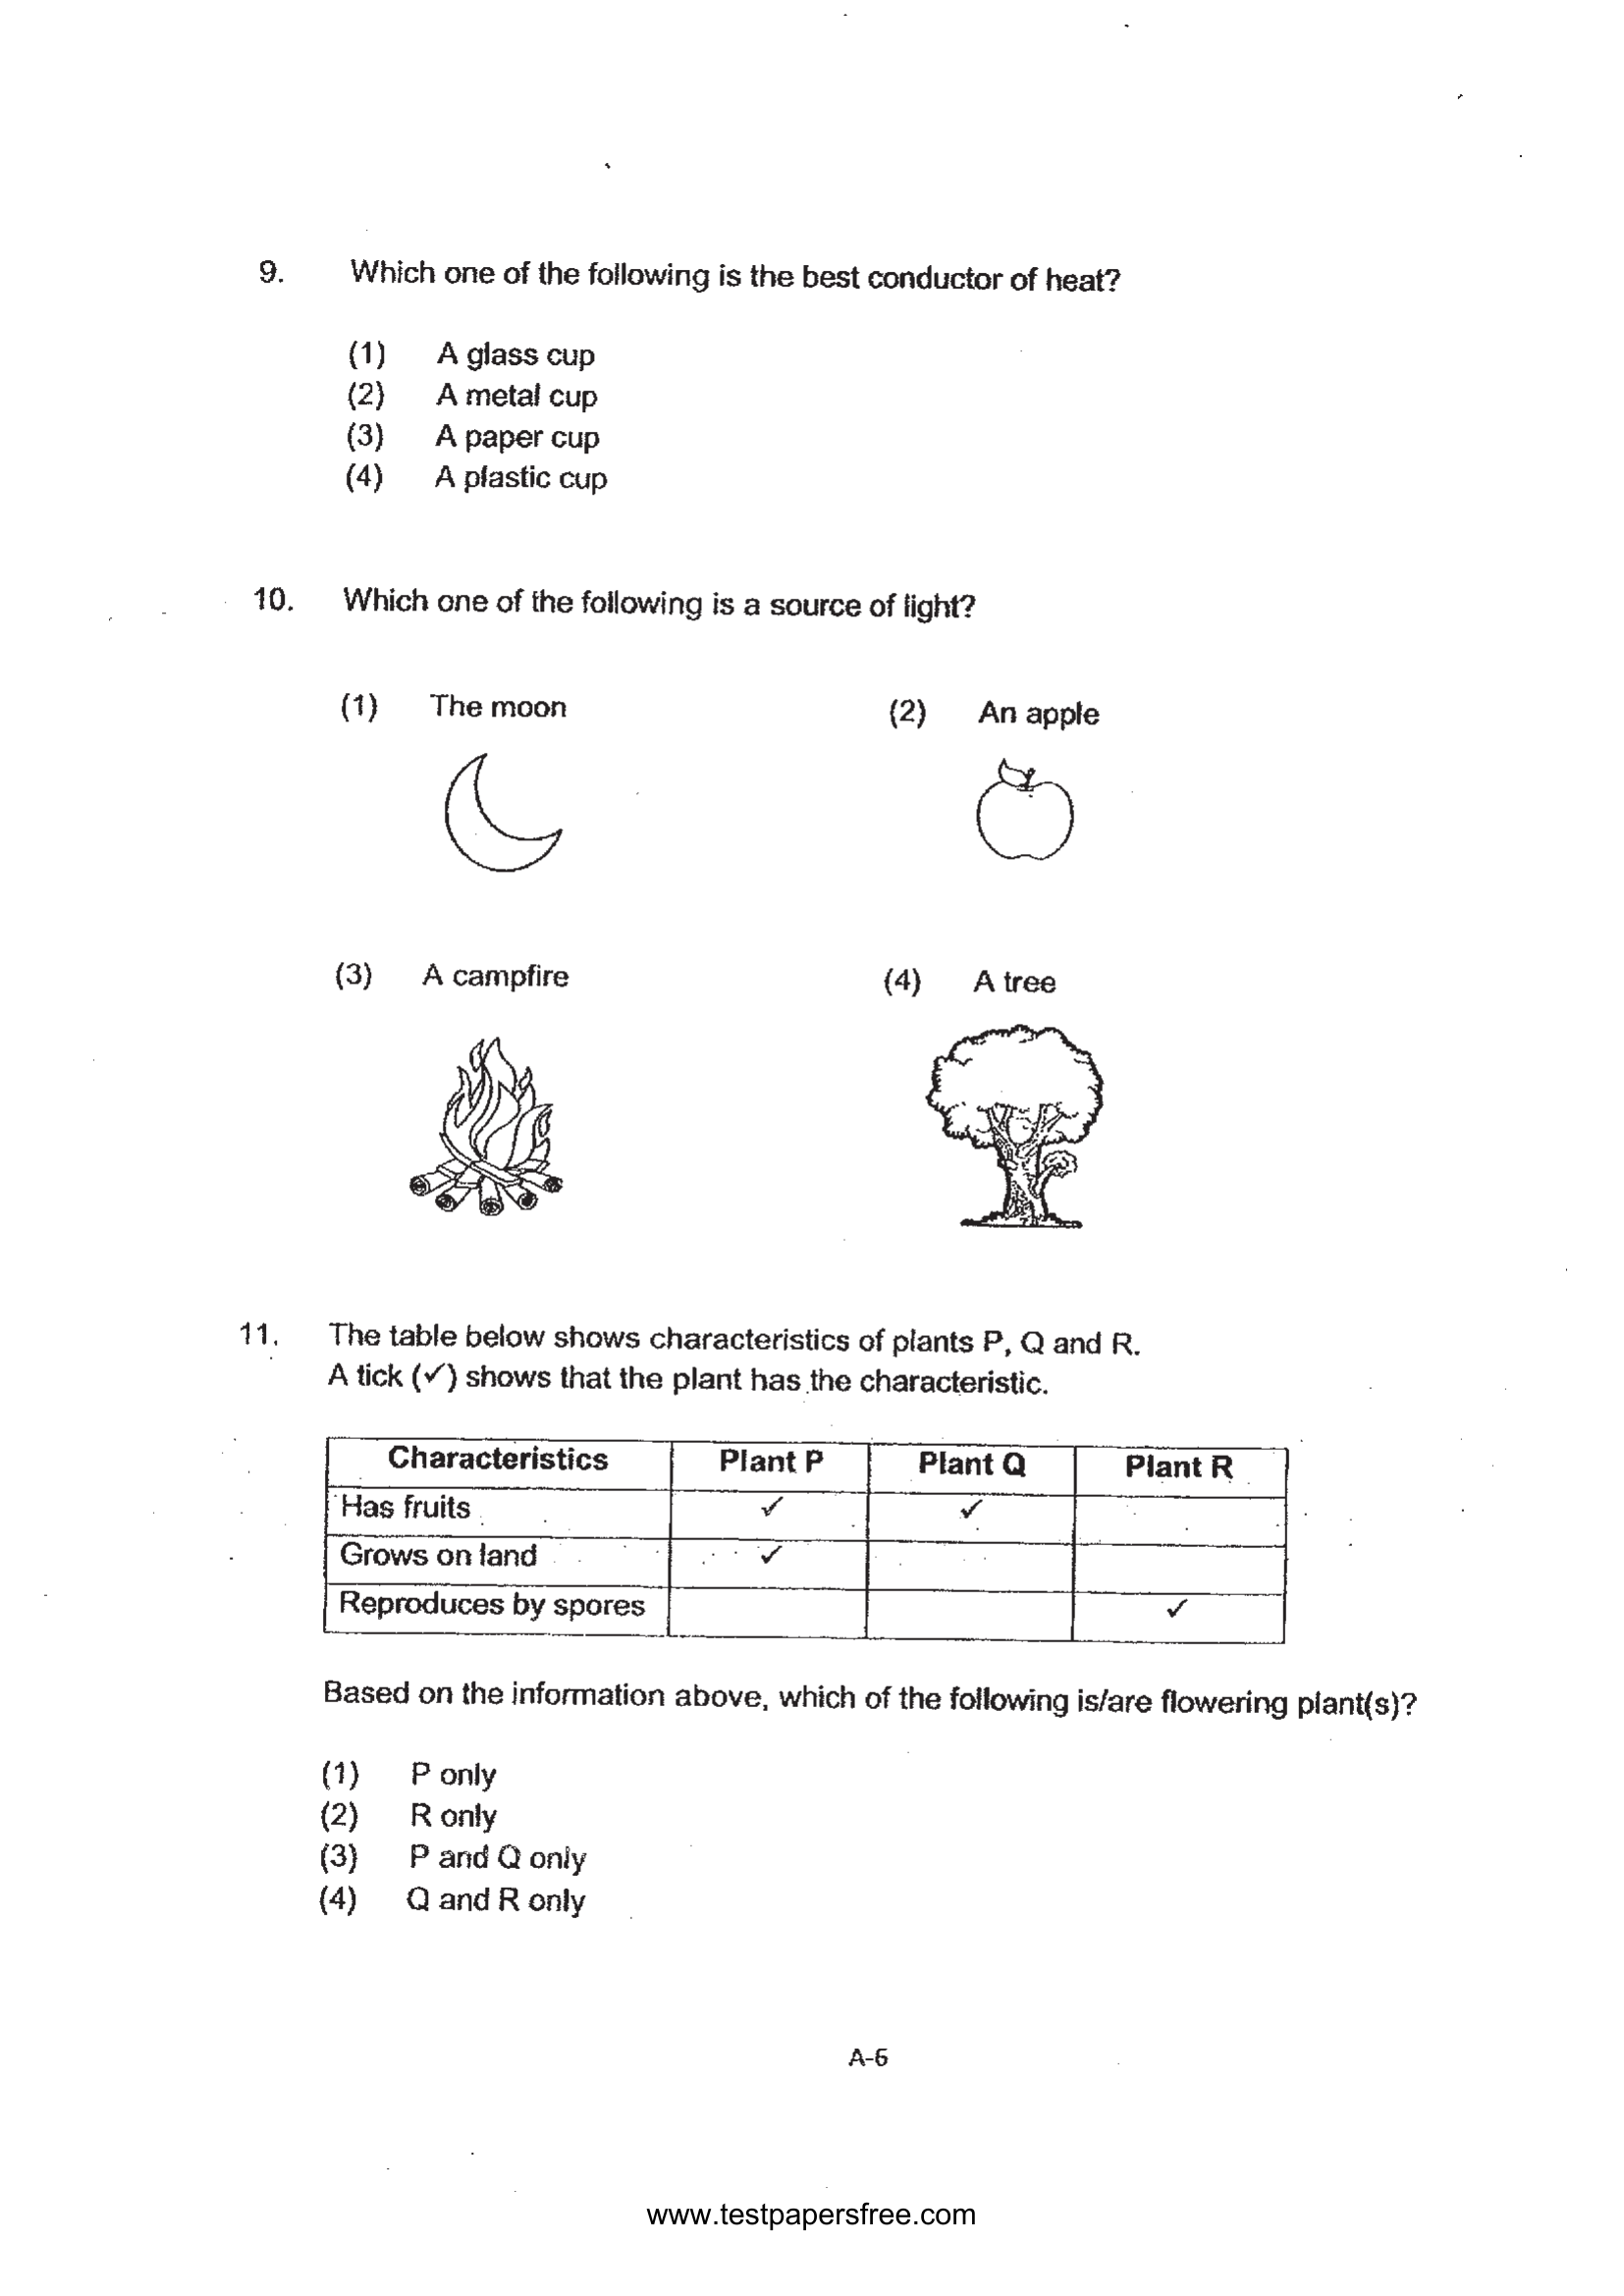 9. Which one of the following is the best conductor of heat?
(1) A glass cup
(2) A metal cup
(3) A paper cup
(4) A plastic cup
10. Which one of the following is a source of light?
(1) The moon (2) An apple
(3) A campfire (4) A tree
11. The table below shows characteristics of plants P, Q and R.
A tick (✓) shows that the plant has the characteristic.
Characteristics Plant P Plant Q Plant R
Has fruits ✓ ✓
Grows on land ✓
Reproduces by spores ✓
Based on the information above, which of the following is/are flowering plant(s)?
(1) P only
(2) R only
(3) P and Q only
(4) Q and R only
A-6
www.testpapersfree.com